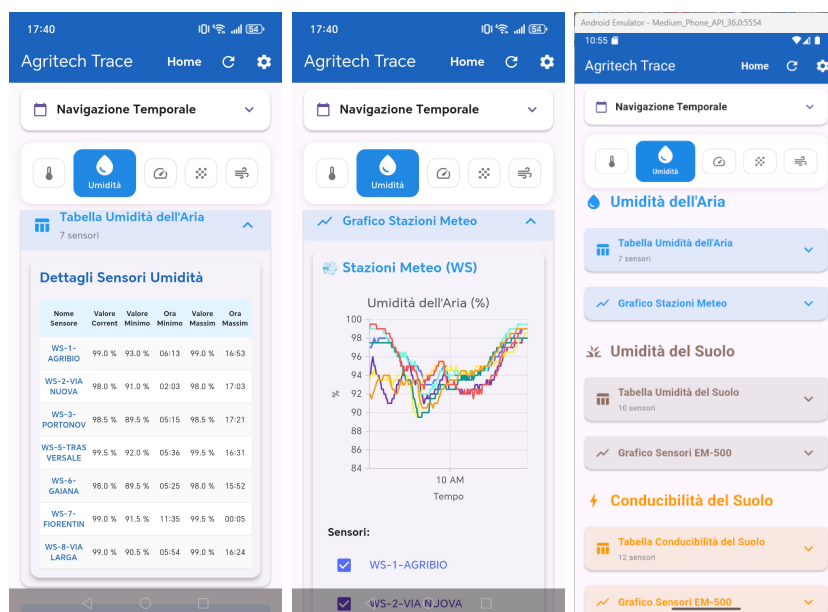 17:40
54
Agritech Trace Home
Navigazione Temporale
Umidità
Tabella Umidità dell'Aria
7 sensori
Dettagli Sensori Umidità
Nome Sensore Valore Corrent Valore Minimo Ora Minimo Valore Massim Ora Massim
WS-1-AGRIBIO 99.0 % 93.0 % 06:13 99.0 % 16:53
WS-2-VIA NUOVA 98.0 % 91.0 % 02:03 98.0 % 17:03
WS-3-PORTONOV 98.5 % 89.5 % 05:15 98.5 % 17:21
WS-5-TRASVERSALE 99.5 % 92.0 % 05:36 99.5 % 16:31
WS-6-GAIANA 98.0 % 89.5 % 05:25 98.0 % 15:52
WS-7-FIORENTIN 99.0 % 91.5 % 11:35 99.5 % 00:05
WS-8-VIA LARGA 99.0 % 90.5 % 05:54 99.0 % 16:24
17:40
54
Agritech Trace Home
Navigazione Temporale
Umidità
Grafico Stazioni Meteo
Stazioni Meteo (WS)
Umidità dell'Aria (%)
100
98
96
94
92
90
88
86
84
%
10 AM
Tempo
Sensori:
WS-1-AGRIBIO
WS-2-VIA NUOVA
Android Emulator - Medium_Phone_API_36.0:5554
10:55
Agritech Trace Home
Navigazione Temporale
Umidità
Umidità dell'Aria
Tabella Umidità dell'Aria
7 sensori
Grafico Stazioni Meteo
Umidità del Suolo
Tabella Umidità del Suolo
10 sensori
Grafico Sensori EM-500
Conducibilità del Suolo
Tabella Conducibilità del Suolo
12 sensori
Grafico Sensori EM-500